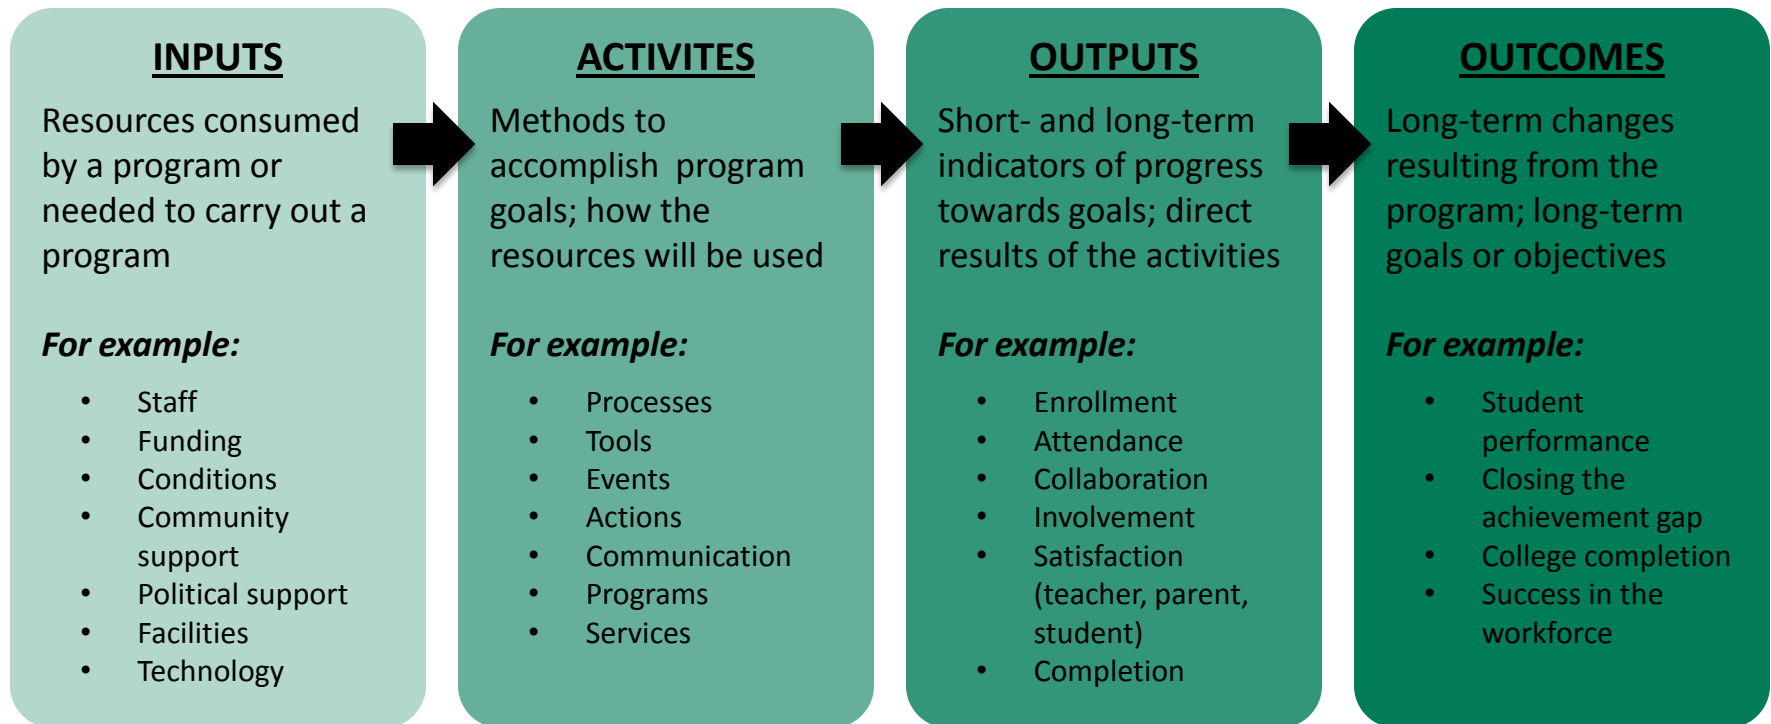 INPUTS
Resources consumed
by a program or
needed to carry out a
program
For example:
• Staff
• Funding
• Conditions
• Community
support
• Political support
• Facilities
• Technology
ACTIVITES
Methods to
accomplish program
goals; how the
resources will be used
For example:
• Processes
• Tools
• Events
• Actions
• Communication
• Programs
• Services
OUTPUTS
Short- and long-term
indicators of progress
towards goals; direct
results of the activities
For example:
• Enrollment
• Attendance
• Collaboration
• Involvement
• Satisfaction
(teacher, parent,
student)
• Completion
OUTCOMES
Long-term changes
resulting from the
program; long-term
goals or objectives
For example:
• Student
performance
• Closing the
achievement gap
• College completion
• Success in the
workforce